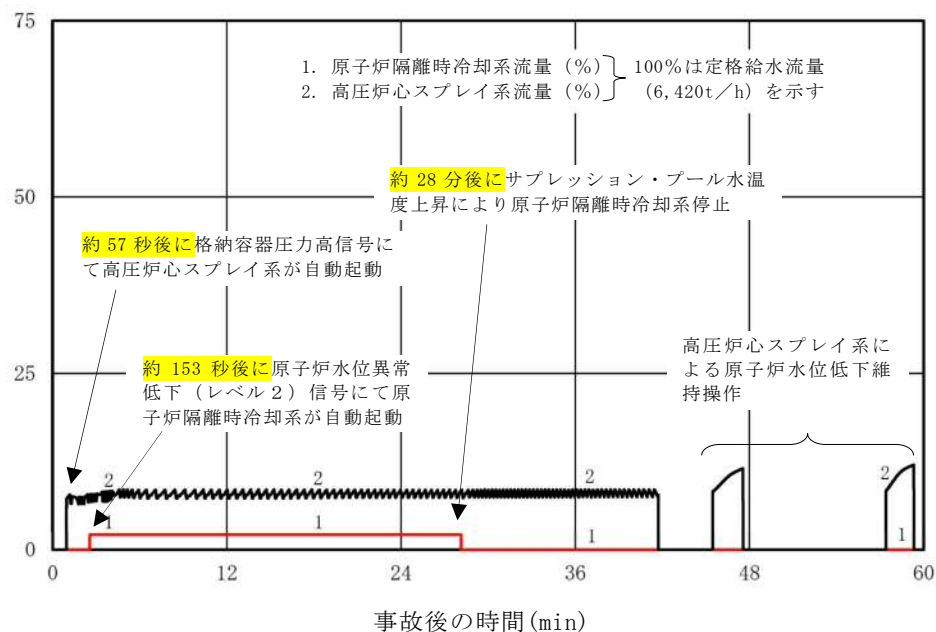 75
1. 原子炉隔離時冷却系流量（%） 100%は定格給水流量
2. 高圧炉心スプレイ系流量（%） （6,420t／h）を示す
50
約 28 分後にサプレッション・プール水温
度上昇により原子炉隔離時冷却系停止
約 57 秒後に格納容器圧力高信号に
て高圧炉心スプレイ系が自動起動
高圧炉心スプレイ系に
よる原子炉水位低下維
持操作
25
約 153 秒後に原子炉水位異常
低下（レベル２）信号にて原
子炉隔離時冷却系が自動起動
2 2 2 2
1 1 1 1
0
0 12 24 36 48 60
事故後の時間(min)